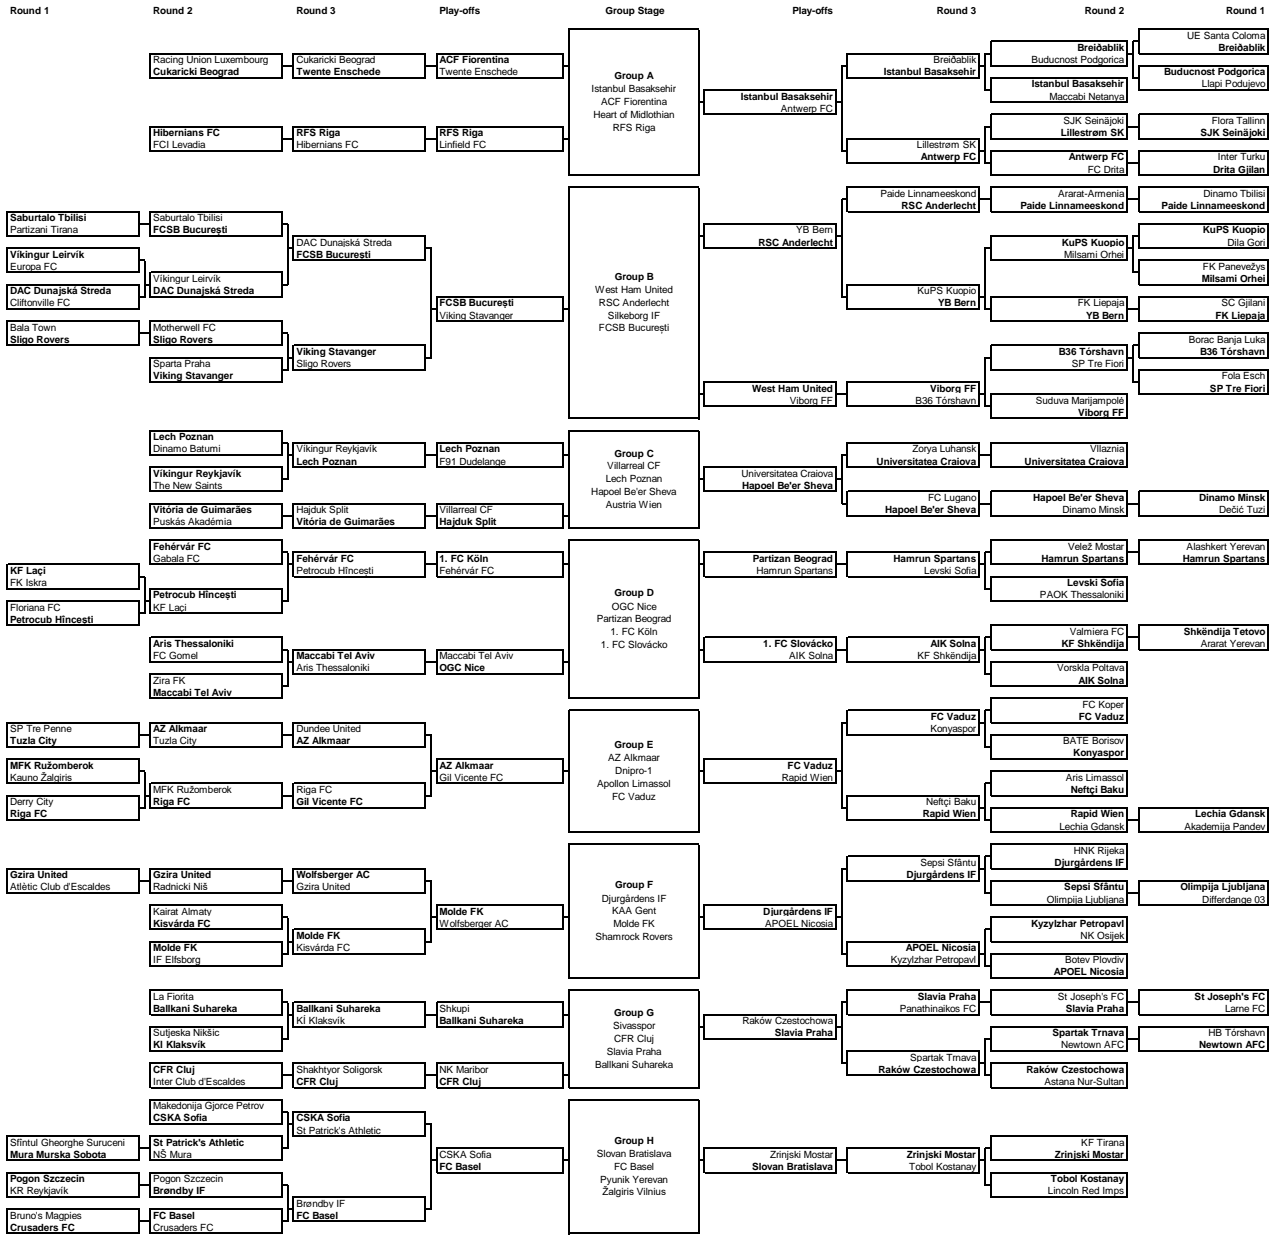 Round 1
Round 2
Round 3
Play-offs
Group Stage
Play-offs
Round 3
Round 2
Round 1
Racing Union Luxembourg
Cukaricki Beograd
Cukaricki Beograd
Twente Enschede
ACF Fiorentina
Twente Enschede
Hibernians FC
FCI Levadia
RFS Riga
Hibernians FC
RFS Riga
Linfield FC
Group A
Istanbul Basaksehir
ACF Fiorentina
Heart of Midlothian
RFS Riga
Istanbul Basaksehir
Antwerp FC
Breiðablik
Istanbul Basaksehir
Lillestrøm SK
Antwerp FC
Breiðablik
Buducnost Podgorica
Istanbul Basaksehir
Maccabi Netanya
SJK Seinäjoki
Lillestrøm SK
Antwerp FC
FC Drita
UE Santa Coloma
Breiðablik
Buducnost Podgorica
Llapi Podujevo
Flora Tallinn
SJK Seinäjoki
Inter Turku
Drita Gjilan
Saburtalo Tbilisi
Partizani Tirana
Víkingur Leirvík
Europa FC
DAC Dunajská Streda
Cliftonville FC
Bala Town
Sligo Rovers
Saburtalo Tbilisi
FCSB București
Víkingur Leirvík
DAC Dunajská Streda
Motherwell FC
Sligo Rovers
Sparta Praha
Viking Stavanger
DAC Dunajská Streda
FCSB București
Viking Stavanger
Sligo Rovers
FCSB București
Viking Stavanger
Group B
West Ham United
RSC Anderlecht
Silkeborg IF
FCSB București
YB Bern
RSC Anderlecht
West Ham United
Viborg FF
Paide Linnameeskond
RSC Anderlecht
KuPS Kuopio
YB Bern
Viborg FF
B36 Tórshavn
Ararat-Armenia
Paide Linnameeskond
KuPS Kuopio
Milsami Orhei
FK Liepaja
YB Bern
B36 Tórshavn
SP Tre Fiori
Suduva Marijampolė
Viborg FF
Dinamo Tbilisi
Paide Linnameeskond
KuPS Kuopio
Dila Gori
FK Panevežys
Milsami Orhei
SC Gjilani
FK Liepaja
Borac Banja Luka
B36 Tórshavn
Fola Esch
SP Tre Fiori
Lech Poznan
Dinamo Batumi
Víkingur Reykjavík
The New Saints
Vitória de Guimarães
Puskás Akadémia
Víkingur Reykjavík
Lech Poznan
Hajduk Split
Vitória de Guimarães
Lech Poznan
F91 Dudelange
Villarreal CF
Hajduk Split
Group C
Villarreal CF
Lech Poznan
Hapoel Be'er Sheva
Austria Wien
Universitatea Craiova
Hapoel Be'er Sheva
Zorya Luhansk
Universitatea Craiova
FC Lugano
Hapoel Be'er Sheva
Vllaznia
Universitatea Craiova
Hapoel Be'er Sheva
Dinamo Minsk
Dinamo Minsk
Dečić Tuzi
KF Laçi
FK Iskra
Floriana FC
Petrocub Hîncești
Fehérvár FC
Gabala FC
Petrocub Hîncești
KF Laçi
Aris Thessaloniki
FC Gomel
Zira FK
Maccabi Tel Aviv
Fehérvár FC
Petrocub Hîncești
Maccabi Tel Aviv
Aris Thessaloniki
1. FC Köln
Fehérvár FC
Maccabi Tel Aviv
OGC Nice
Group D
OGC Nice
Partizan Beograd
1. FC Köln
1. FC Slovácko
Partizan Beograd
Hamrun Spartans
1. FC Slovácko
AIK Solna
Hamrun Spartans
Levski Sofia
AIK Solna
KF Shkëndija
Velež Mostar
Hamrun Spartans
Levski Sofia
PAOK Thessaloniki
Valmiera FC
KF Shkëndija
Vorskla Poltava
AIK Solna
Alashkert Yerevan
Hamrun Spartans
Shkëndija Tetovo
Ararat Yerevan
SP Tre Penne
Tuzla City
MFK Ružomberok
Kauno Žalgiris
Derry City
Riga FC
AZ Alkmaar
Tuzla City
MFK Ružomberok
Riga FC
Dundee United
AZ Alkmaar
Riga FC
Gil Vicente FC
AZ Alkmaar
Gil Vicente FC
Group E
AZ Alkmaar
Dnipro-1
Apollon Limassol
FC Vaduz
FC Vaduz
Rapid Wien
FC Vaduz
Konyaspor
Neftçi Baku
Rapid Wien
FC Koper
FC Vaduz
BATE Borisov
Konyaspor
Aris Limassol
Neftçi Baku
Rapid Wien
Lechia Gdansk
Lechia Gdansk
Akademija Pandev
Gzira United
Atlètic Club d'Escaldes
Gzira United
Radnicki Niš
Kairat Almaty
Kisvárda FC
Molde FK
IF Elfsborg
Wolfsberger AC
Gzira United
Molde FK
Kisvárda FC
Molde FK
Wolfsberger AC
Group F
Djurgårdens IF
KAA Gent
Molde FK
Shamrock Rovers
Djurgårdens IF
APOEL Nicosia
Sepsi Sfântu
Djurgårdens IF
APOEL Nicosia
Kyzylzhar Petropavl
HNK Rijeka
Djurgårdens IF
Sepsi Sfântu
Olimpija Ljubljana
Kyzylzhar Petropavl
NK Osijek
Botev Plovdiv
APOEL Nicosia
Olimpija Ljubljana
Differdange 03
La Fiorita
Ballkani Suhareka
Sutjeska Nikšic
KI Klaksvík
CFR Cluj
Inter Club d'Escaldes
Ballkani Suhareka
KÍ Klaksvík
Shakhtyor Soligorsk
CFR Cluj
Shkupi
Ballkani Suhareka
NK Maribor
CFR Cluj
Group G
Sivasspor
CFR Cluj
Slavia Praha
Ballkani Suhareka
Raków Czestochowa
Slavia Praha
Slavia Praha
Panathinaikos FC
Spartak Trnava
Raków Czestochowa
St Joseph's FC
Slavia Praha
Spartak Trnava
Newtown AFC
Raków Czestochowa
Astana Nur-Sultan
St Joseph's FC
Larne FC
HB Tórshavn
Newtown AFC
Sfîntul Gheorghe Suruceni
Mura Murska Sobota
Pogon Szczecin
KR Reykjavík
Bruno's Magpies
Crusaders FC
Makedonija Gjorce Petrov
CSKA Sofia
St Patrick's Athletic
NŠ Mura
Pogon Szczecin
Brøndby IF
FC Basel
Crusaders FC
CSKA Sofia
St Patrick's Athletic
Brøndby IF
FC Basel
CSKA Sofia
FC Basel
Group H
Slovan Bratislava
FC Basel
Pyunik Yerevan
Žalgiris Vilnius
Zrinjski Mostar
Slovan Bratislava
Zrinjski Mostar
Tobol Kostanay
KF Tirana
Zrinjski Mostar
Tobol Kostanay
Lincoln Red Imps